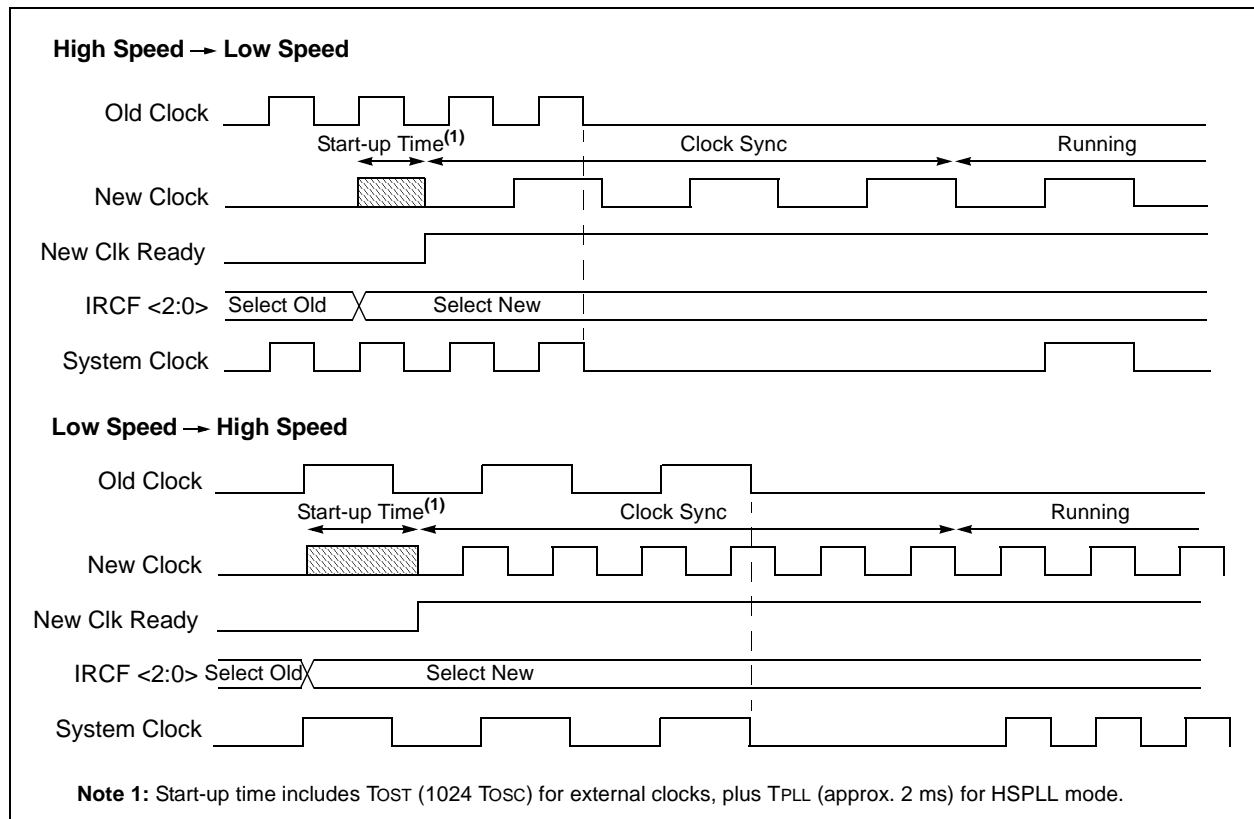 High Speed → Low Speed
Old Clock
Start-up Time(1) Clock Sync Running
New Clock
New Clk Ready
IRCF <2:0> Select Old Select New
System Clock
Low Speed → High Speed
Old Clock
Start-up Time(1) Clock Sync Running
New Clock
New Clk Ready
IRCF <2:0> Select Old Select New
System Clock
Note 1: Start-up time includes TOST (1024 TOSC) for external clocks, plus TPLL (approx. 2 ms) for HSPLL mode.